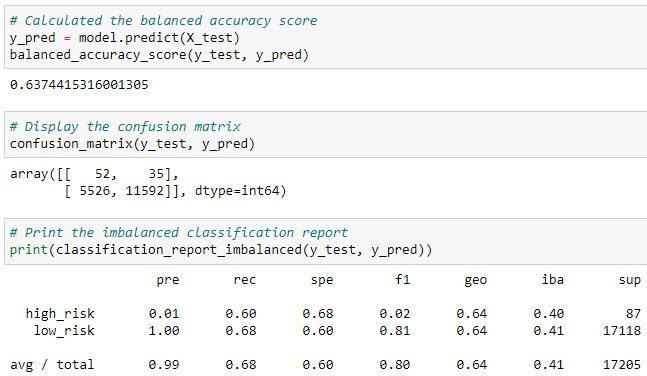 # Calculated the balanced accuracy score
y_pred = model.predict(X_test)
balanced_accuracy_score(y_test, y_pred)
0.6374415316001305
# Display the confusion matrix
confusion_matrix(y_test, y_pred)
array([[   52,    35],
       [ 5526, 11592]], dtype=int64)
# Print the imbalanced classification report
print(classification_report_imbalanced(y_test, y_pred))
                   pre       rec       spe        f1       geo       iba       sup
  high_risk       0.01      0.60      0.68      0.02      0.64      0.40        87
   low_risk       1.00      0.68      0.60      0.81      0.64      0.41     17118
avg / total       0.99      0.68      0.60      0.80      0.64      0.41     17205